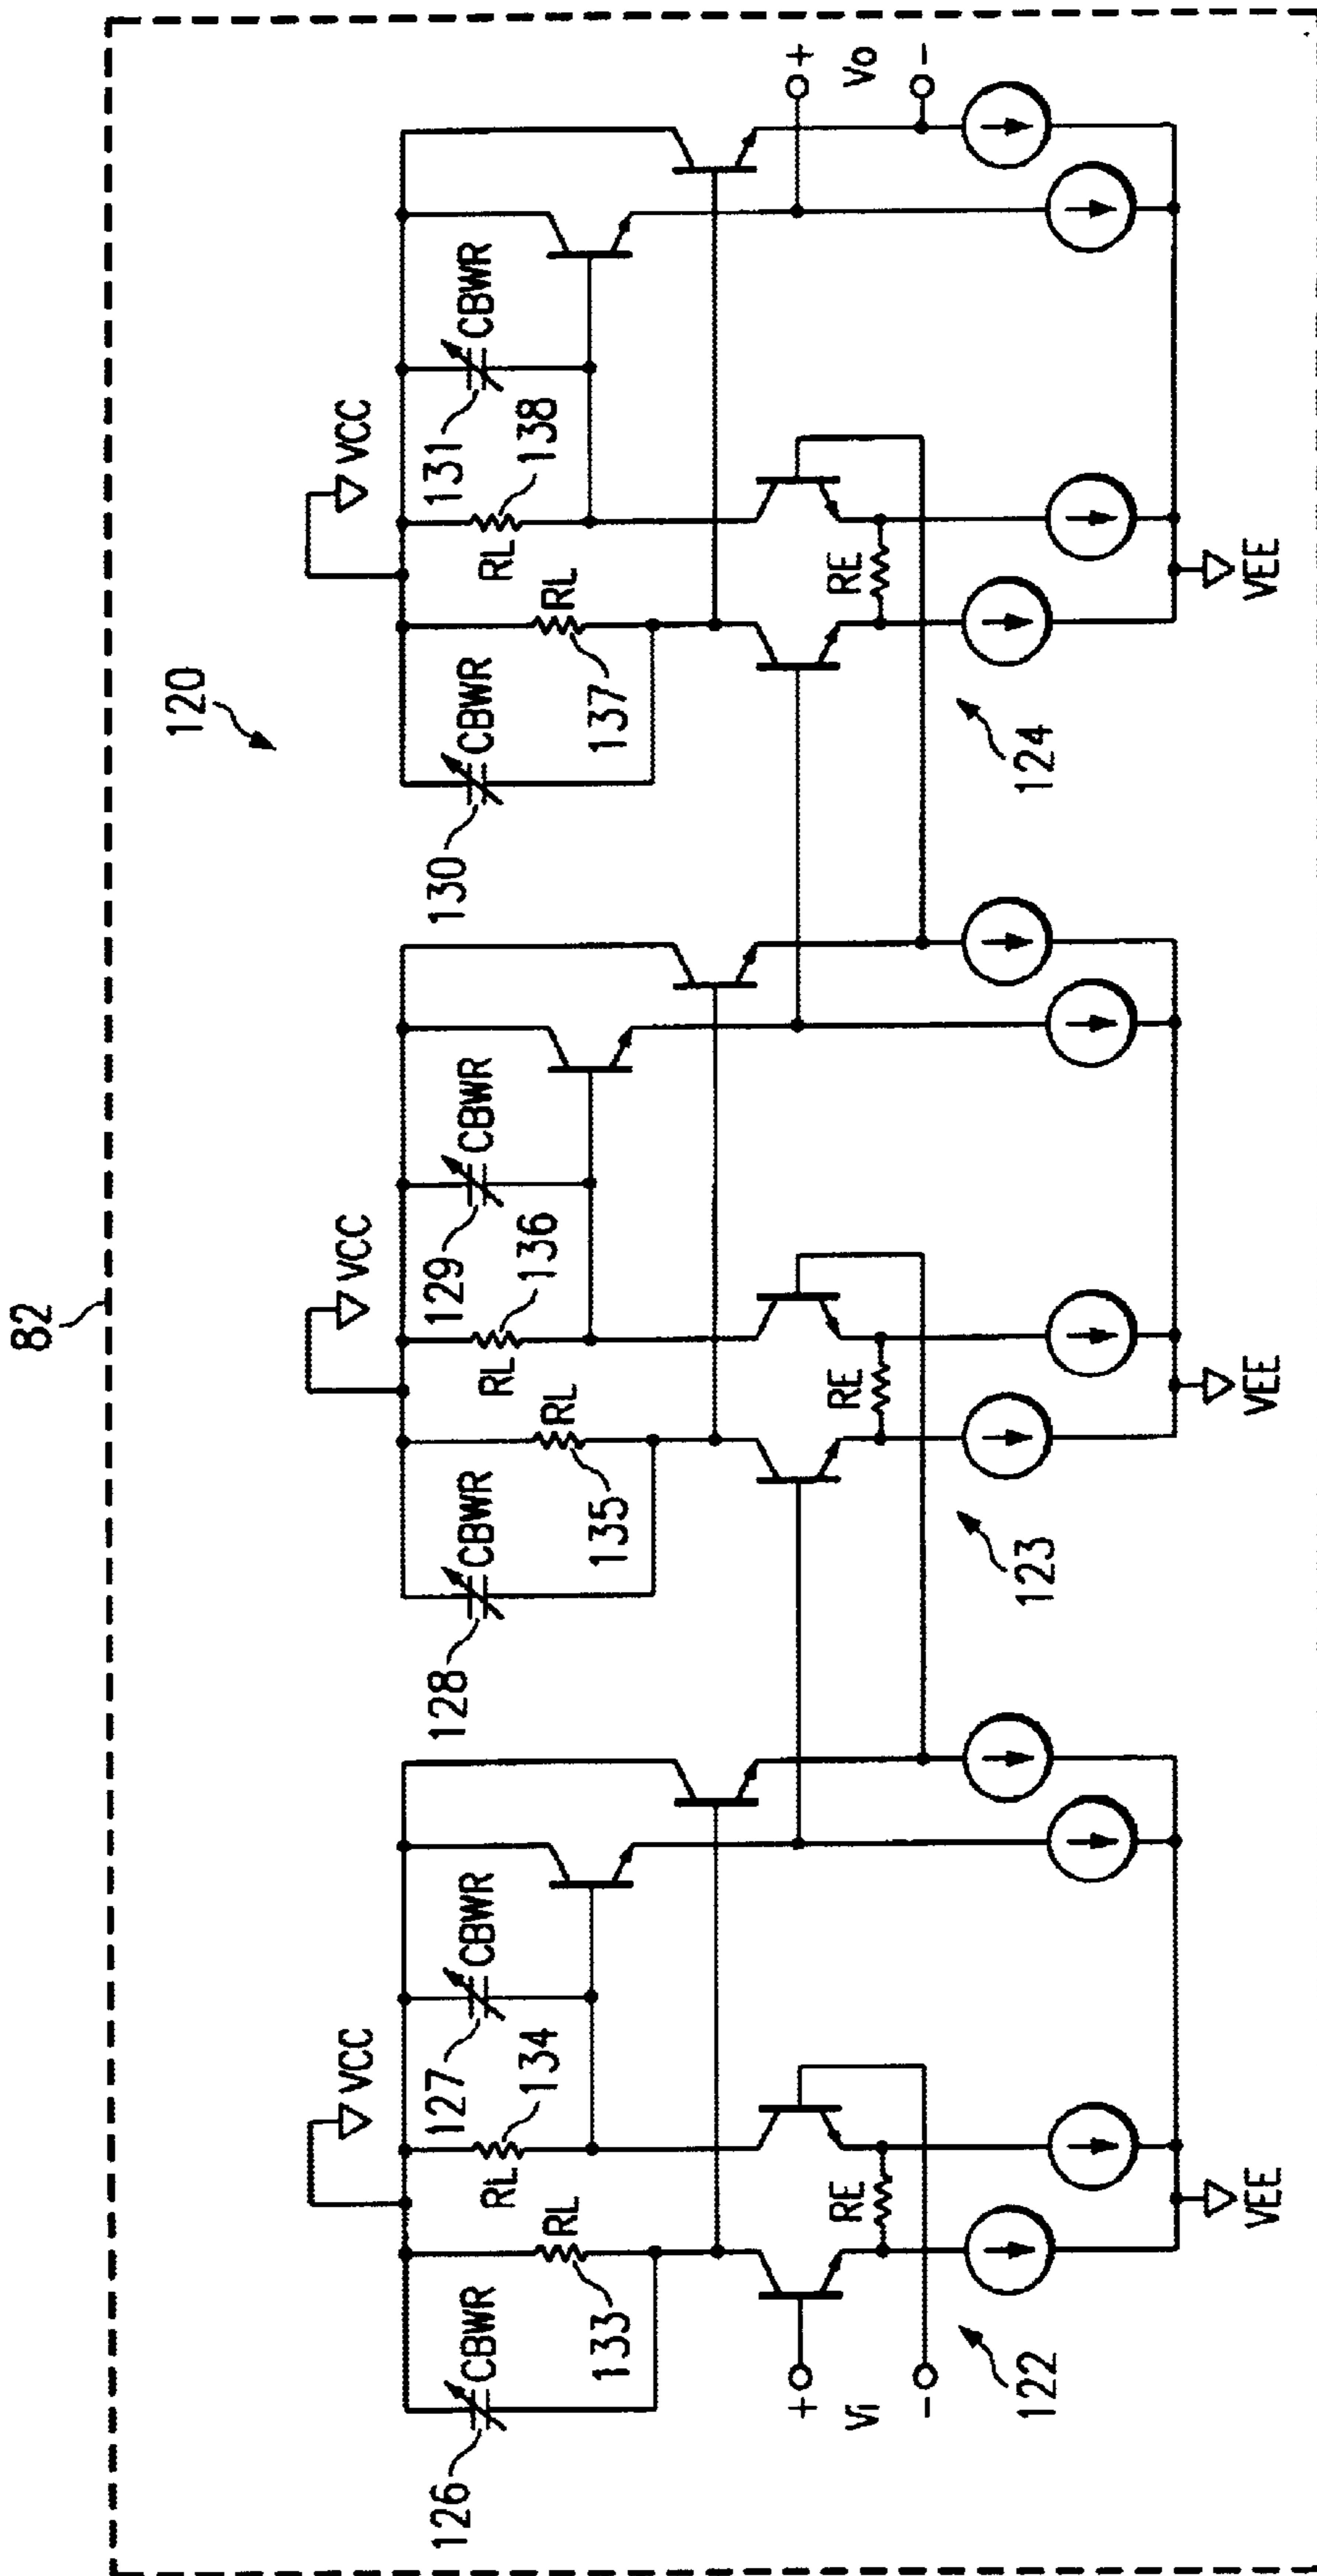 82
120
VCC
VCC
VCC
126
CBWR
127
CBWR
128
CBWR
129
CBWR
130
CBWR
131
CBWR
RL
133
RL
134
RL
135
RL
136
RL
137
RL
138
RE
RE
RE
+
Vi
-
+
Vo
-
122
123
124
VEE
VEE
VEE